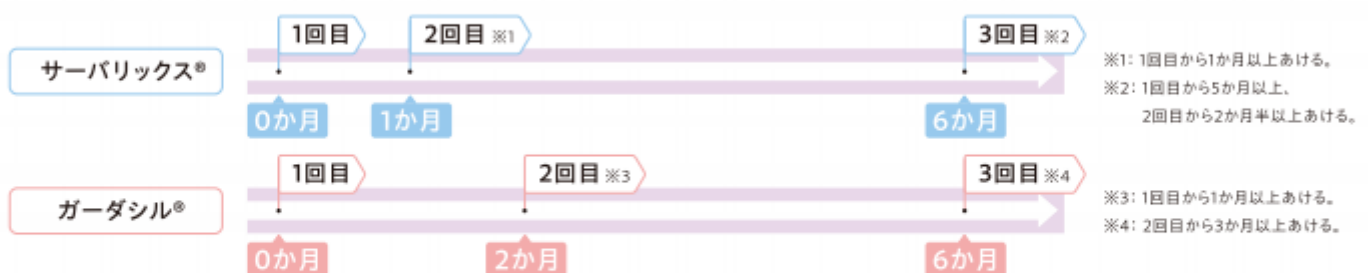 1回目
2回目 ※1
3回目 ※2
サーバリックス®
※1: 1回目から1か月以上あける。
※2: 1回目から5か月以上、
2回目から2か月半以上あける。
0か月
1か月
6か月
1回目
2回目 ※3
3回目 ※4
ガーダシル®
※3: 1回目から1か月以上あける。
※4: 2回目から3か月以上あける。
0か月
2か月
6か月